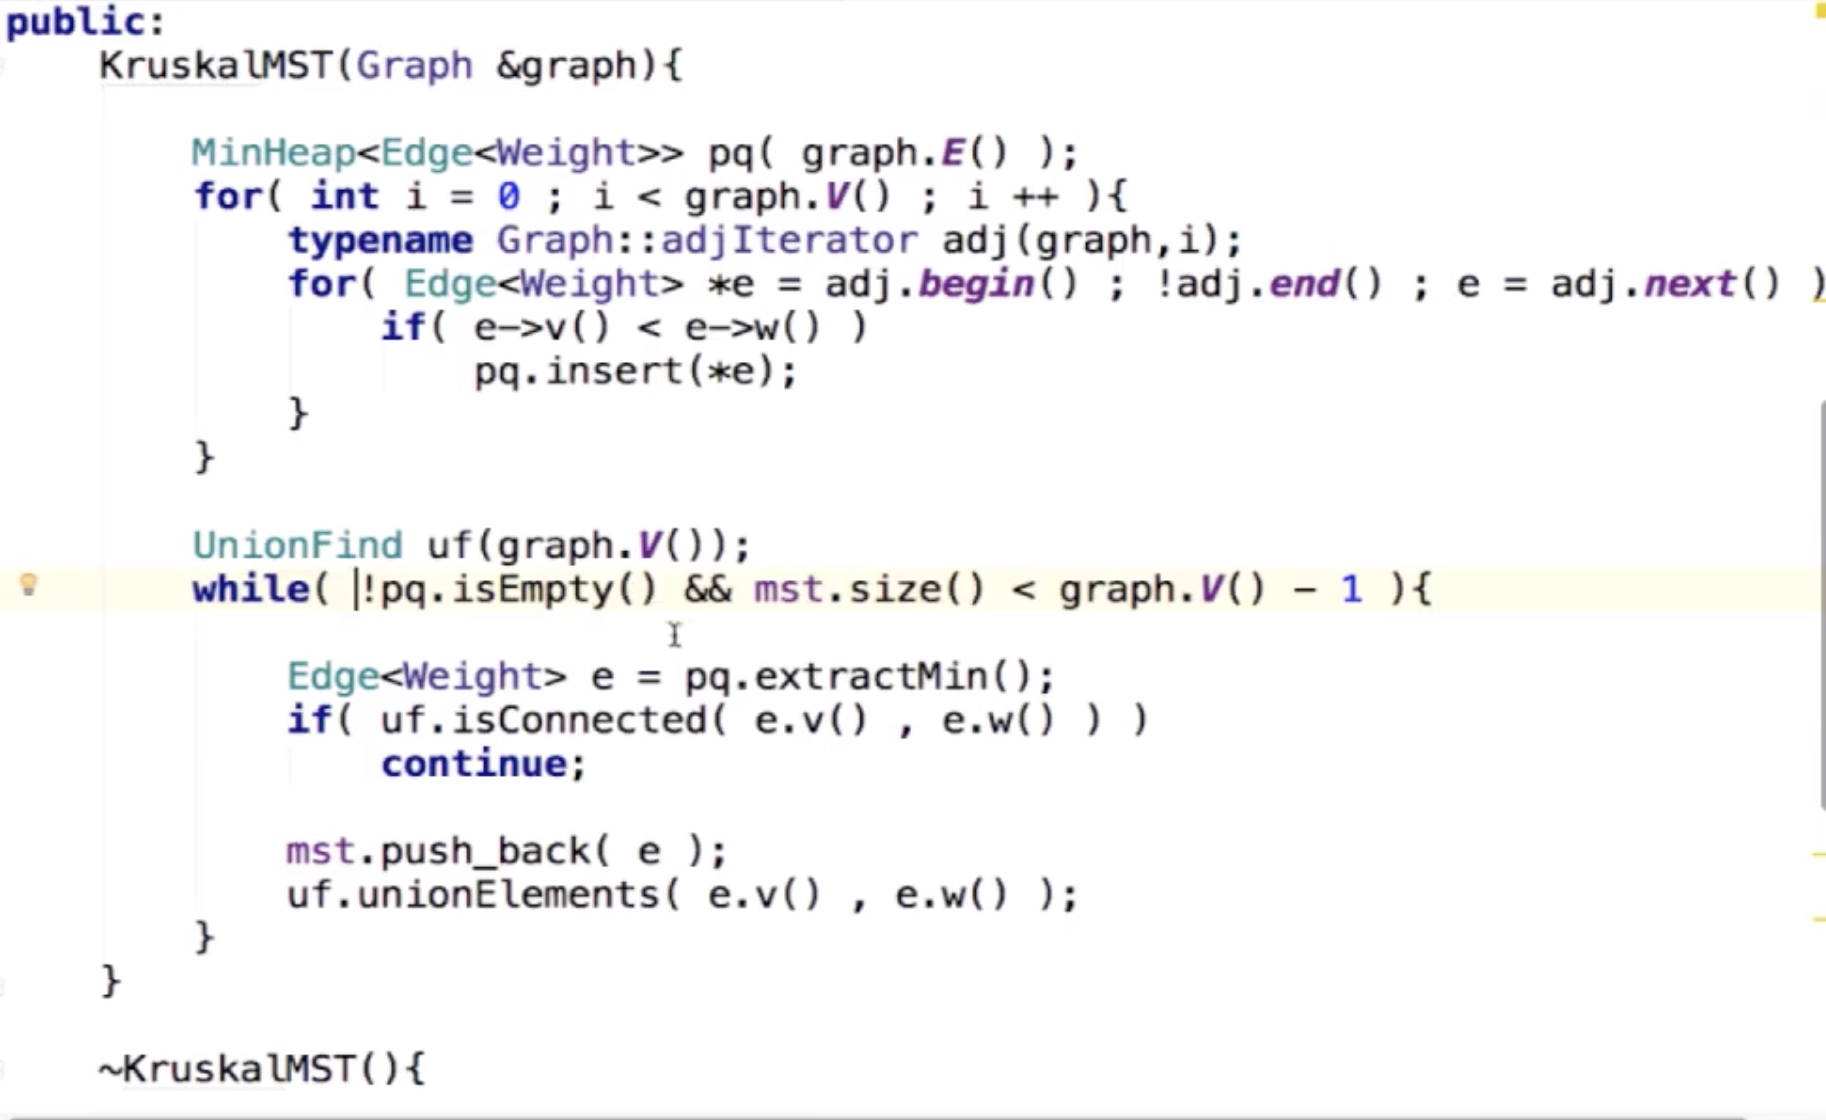 public:
KruskalMST(Graph &graph){
MinHeap<Edge<Weight>> pq( graph.E() );
for( int i = 0 ; i < graph.V() ; i ++ ){
typename Graph::adjIterator adj(graph,i);
for( Edge<Weight> *e = adj.begin() ; !adj.end() ; e = adj.next() )
if( e->v() < e->w() )
pq.insert(*e);
}
}
UnionFind uf(graph.V());
while( !pq.isEmpty() && mst.size() < graph.V() - 1 ){
Edge<Weight> e = pq.extractMin();
if( uf.isConnected( e.v() , e.w() ) )
continue;
mst.push_back( e );
uf.unionElements( e.v() , e.w() );
}
}
~KruskalMST(){